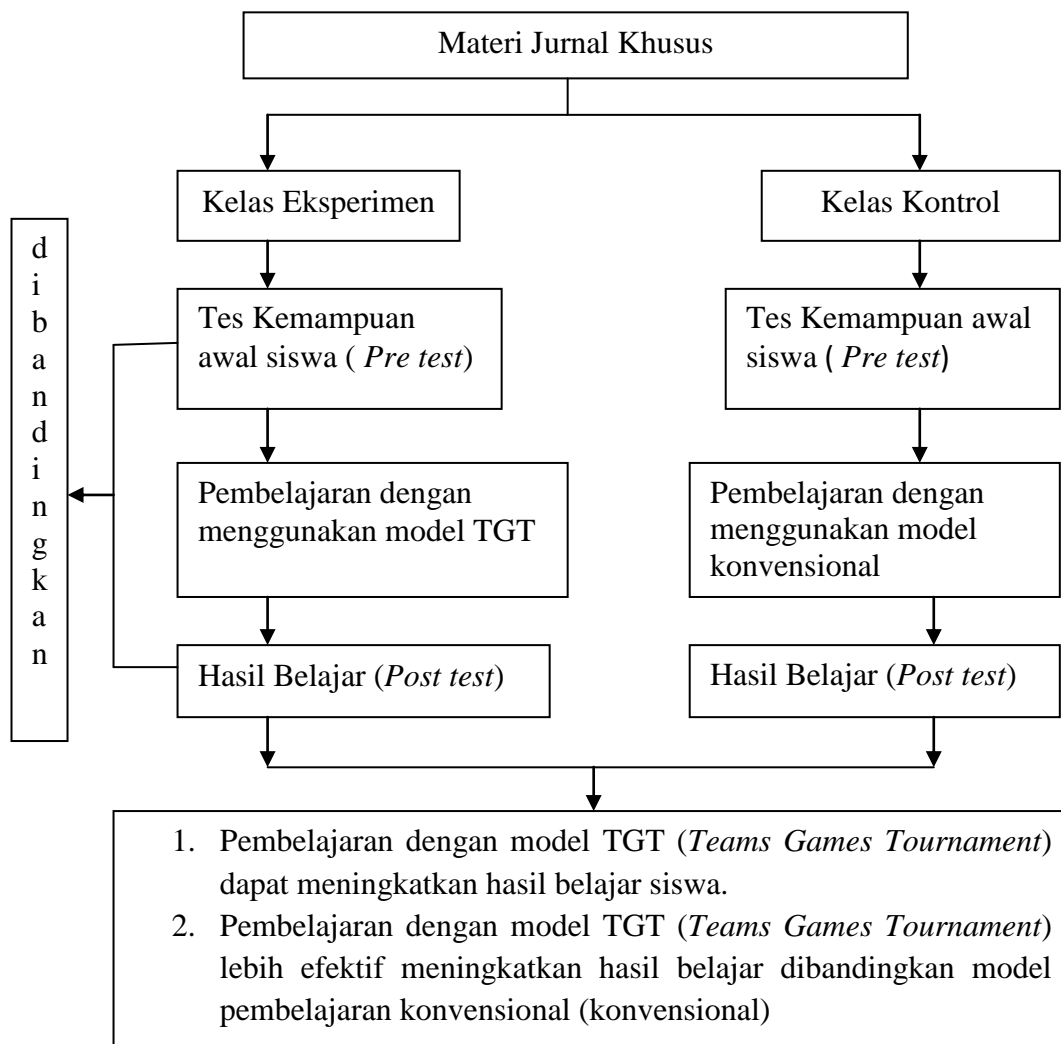 Materi Jurnal Khusus
Kelas Eksperimen
Kelas Kontrol
dibandingkan
Tes Kemampuan
awal siswa ( Pre test)
Tes Kemampuan awal
siswa ( Pre test)
Pembelajaran dengan
menggunakan model TGT
Pembelajaran dengan
menggunakan model
konvensional
Hasil Belajar (Post test)
Hasil Belajar (Post test)
1. Pembelajaran dengan model TGT (Teams Games Tournament)
dapat meningkatkan hasil belajar siswa.
2. Pembelajaran dengan model TGT (Teams Games Tournament)
lebih efektif meningkatkan hasil belajar dibandingkan model
pembelajaran konvensional (konvensional)